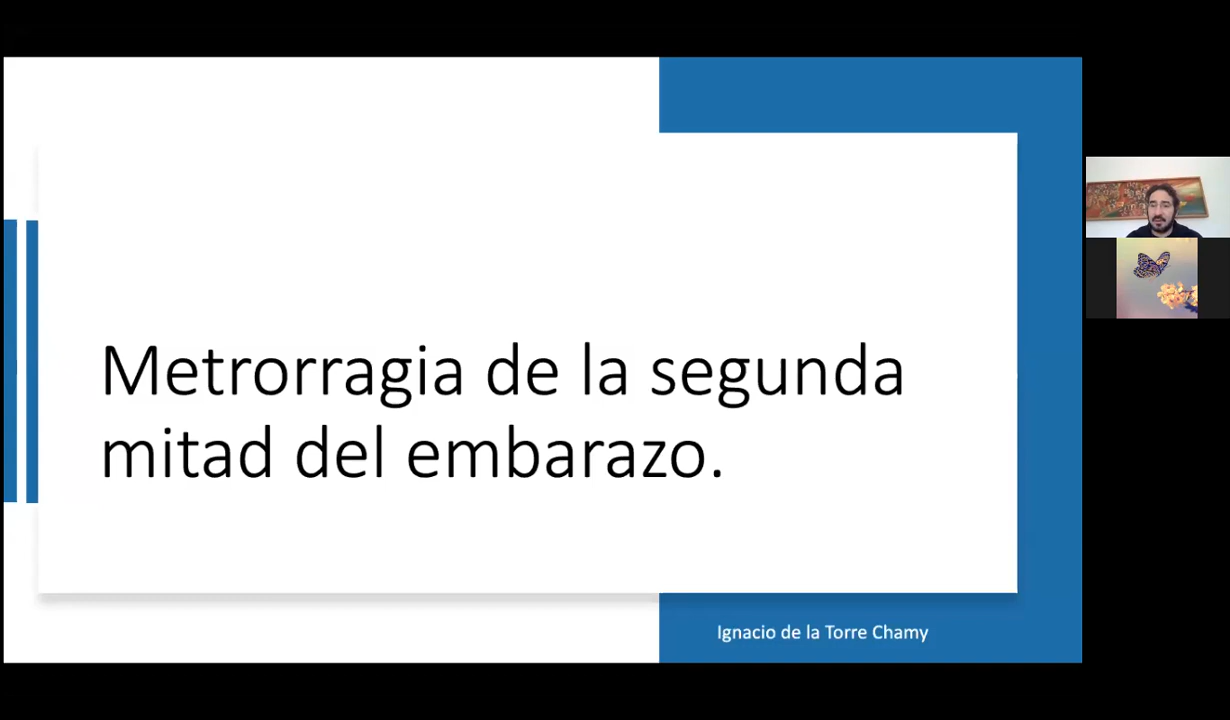 Metrorragia de la segunda
mitad del embarazo.
Ignacio de la Torre Chamy